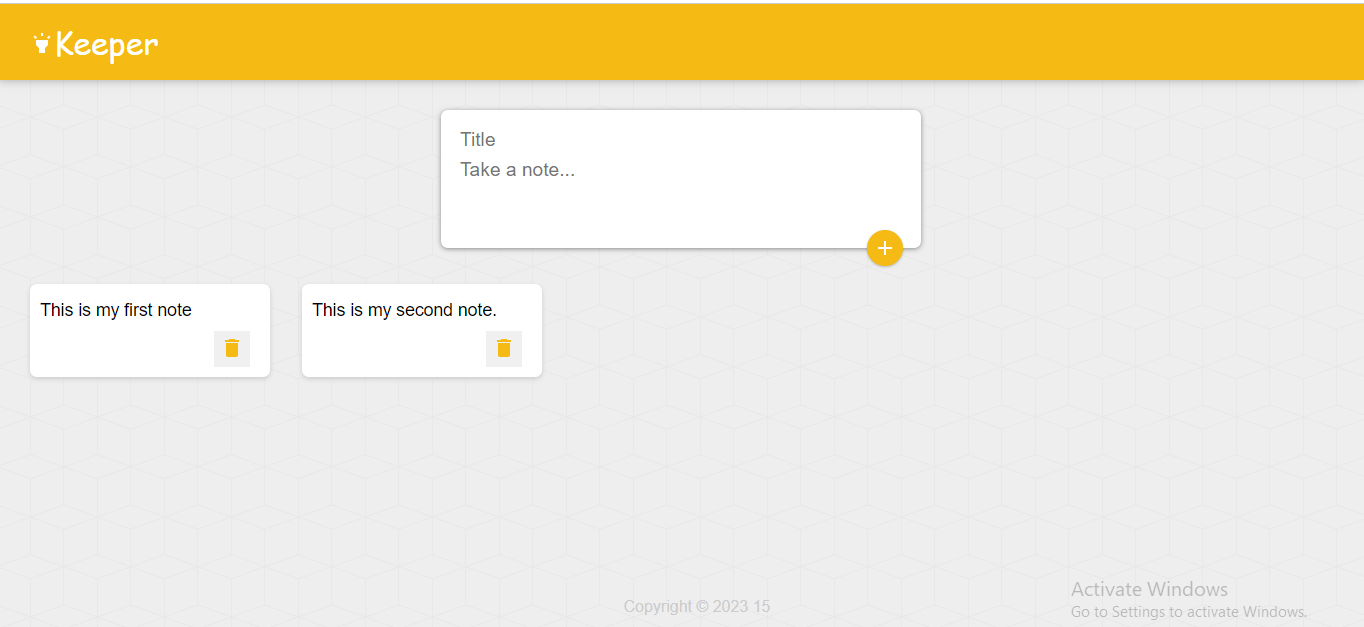 Keeper
Title
Take a note...
This is my first note
This is my second note.
Activate Windows
Go to Settings to activate Windows.
Copyright © 2023 15